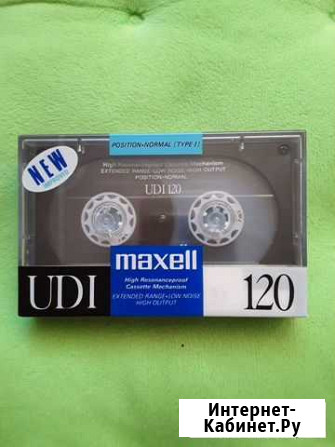 POSITION•NORMAL (TYPE I)
NEW
High Resonanceproof Cassette Mechanism
EXTENDED RANGE•LOW NOISE•HIGH OUTPUT
POSITION•NORMAL
UDI 120
maxell
High Resonanceproof
Cassette Mechanism
EXTENDED RANGE•LOW NOISE
HIGH OUTPUT
UDI
120
Интернет-
Кабинет.Ру